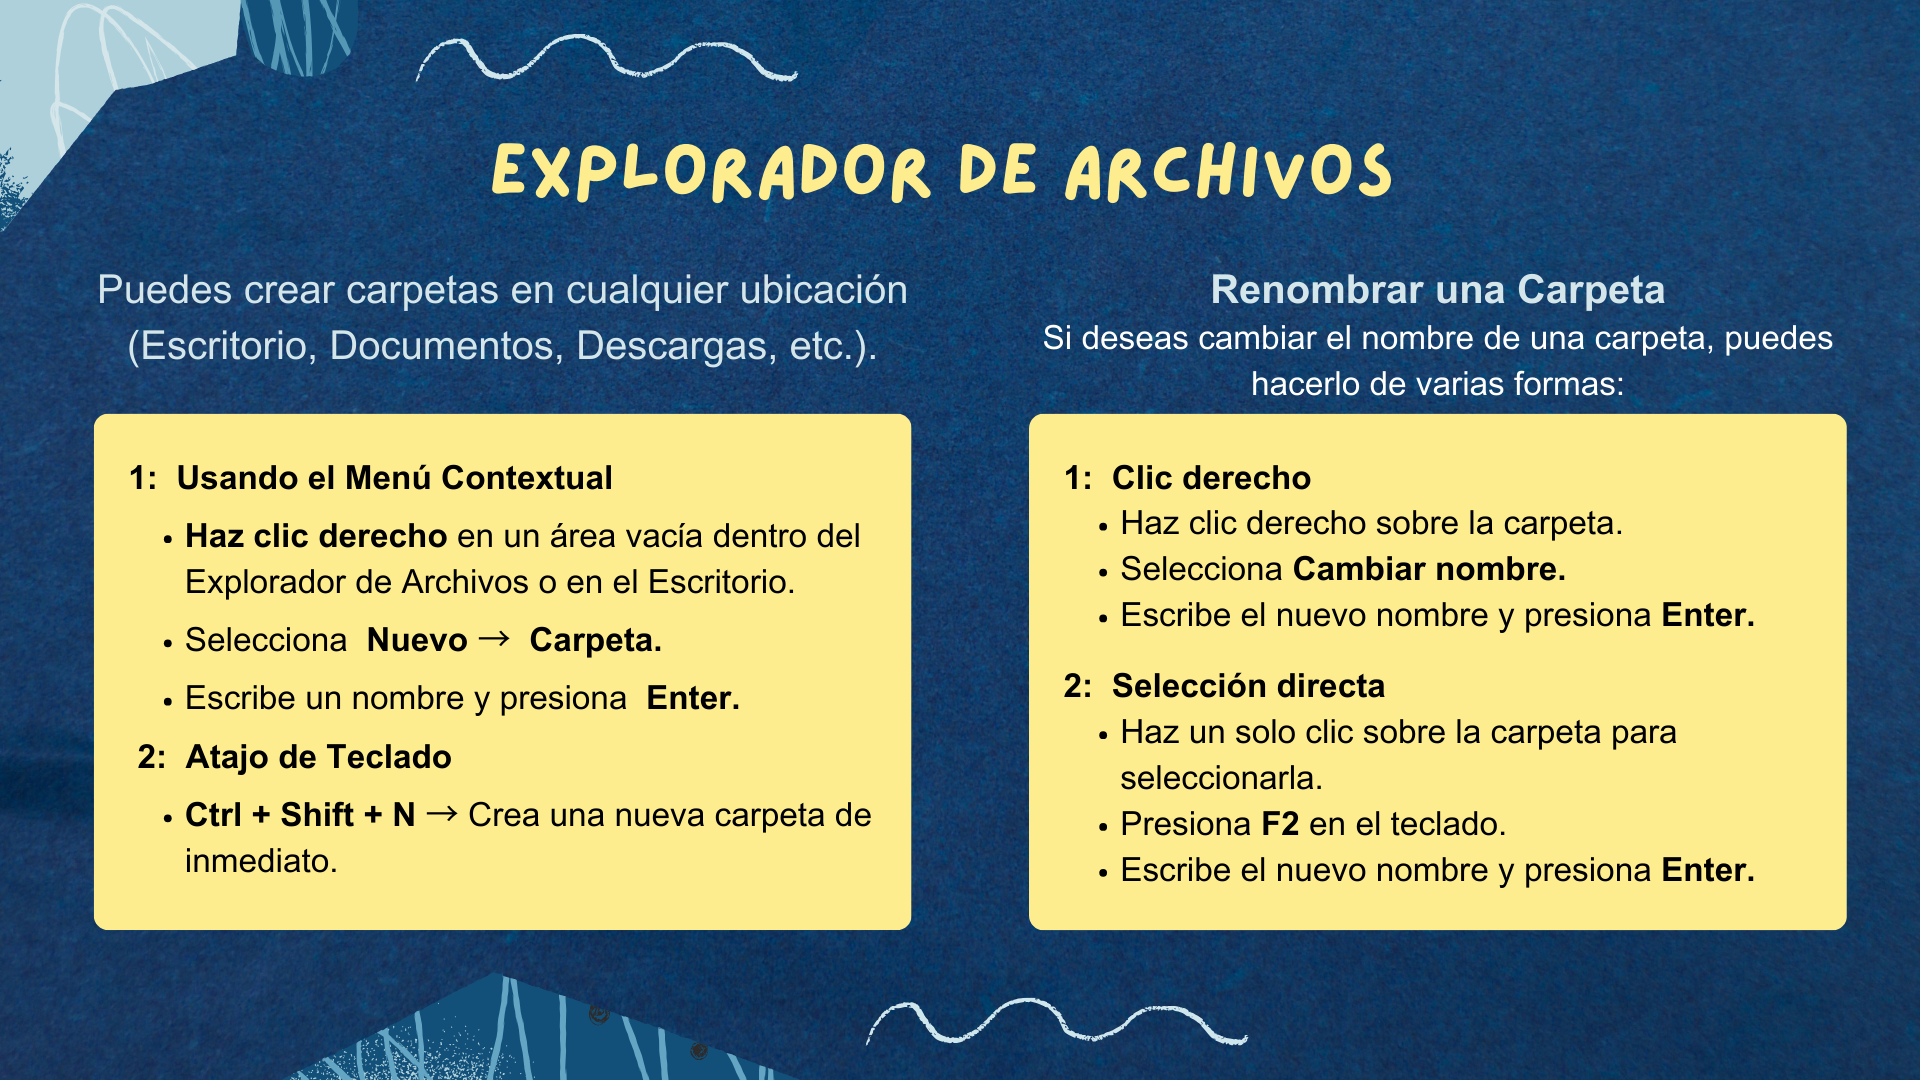 EXPLORADOR DE ARCHIVOS
Puedes crear carpetas en cualquier ubicación
(Escritorio, Documentos, Descargas, etc.).
1: Usando el Menú Contextual
• Haz clic derecho en un área vacía dentro del
Explorador de Archivos o en el Escritorio.
• Selecciona Nuevo → Carpeta.
• Escribe un nombre y presiona Enter.
2: Atajo de Teclado
• Ctrl + Shift + N → Crea una nueva carpeta de
inmediato.
Renombrar una Carpeta
Si deseas cambiar el nombre de una carpeta, puedes
hacerlo de varias formas:
1: Clic derecho
• Haz clic derecho sobre la carpeta.
• Selecciona Cambiar nombre.
• Escribe el nuevo nombre y presiona Enter.
2: Selección directa
• Haz un solo clic sobre la carpeta para
seleccionarla.
• Presiona F2 en el teclado.
• Escribe el nuevo nombre y presiona Enter.